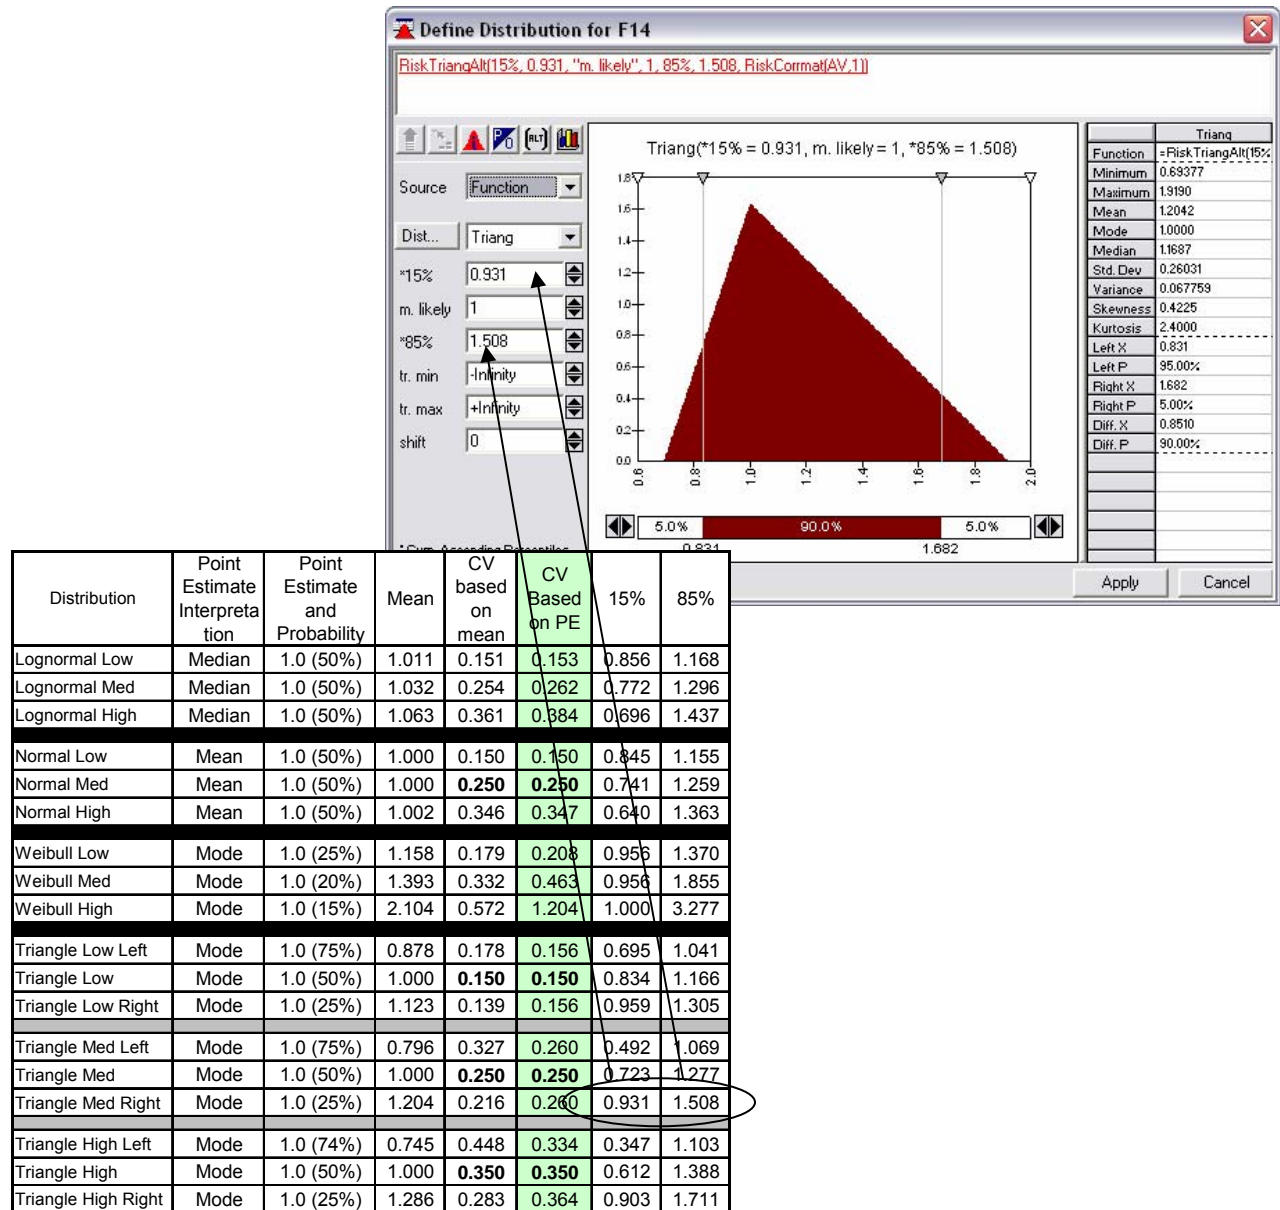 Define Distribution for F14
RiskTriangAlt(15%, 0.931, "m. likely", 1, 85%, 1.508, RiskCorrmat(AV,1))
Source Function
Dist... Triang
*15% 0.931
m. likely 1
*85% 1.508
tr. min -Infinity
tr. max +Infinity
shift 0
* Cum. Ascending Percentiles
Triang(*15% = 0.931, m. likely = 1, *85% = 1.508)
1.8
1.6
1.4
1.2
1.0
0.8
0.6
0.4
0.2
0.0
0.6 0.8 1.0 1.2 1.4 1.6 1.8 2.0
5.0% 90.0% 5.0%
0.831 1.682
Triang
Function =RiskTriangAlt(15%
Minimum 0.69377
Maximum 1.9190
Mean 1.2042
Mode 1.0000
Median 1.1687
Std. Dev 0.26031
Variance 0.067759
Skewness 0.4225
Kurtosis 2.4000
Left X 0.831
Left P 95.00%
Right X 1.682
Right P 5.00%
Diff. X 0.8510
Diff. P 90.00%
Apply Cancel
Distribution Point Estimate Interpretation Point Estimate and Probability Mean CV based on mean CV Based on PE 15% 85%
Lognormal Low Median 1.0 (50%) 1.011 0.151 0.153 0.856 1.168
Lognormal Med Median 1.0 (50%) 1.032 0.254 0.262 0.772 1.296
Lognormal High Median 1.0 (50%) 1.063 0.361 0.384 0.696 1.437
Normal Low Mean 1.0 (50%) 1.000 0.150 0.150 0.845 1.155
Normal Med Mean 1.0 (50%) 1.000 0.250 0.250 0.741 1.259
Normal High Mean 1.0 (50%) 1.002 0.346 0.347 0.640 1.363
Weibull Low Mode 1.0 (25%) 1.158 0.179 0.208 0.956 1.370
Weibull Med Mode 1.0 (20%) 1.393 0.332 0.463 0.956 1.855
Weibull High Mode 1.0 (15%) 2.104 0.572 1.204 1.000 3.277
Triangle Low Left Mode 1.0 (75%) 0.878 0.178 0.156 0.695 1.041
Triangle Low Mode 1.0 (50%) 1.000 0.150 0.150 0.834 1.166
Triangle Low Right Mode 1.0 (25%) 1.123 0.139 0.156 0.959 1.305
Triangle Med Left Mode 1.0 (75%) 0.796 0.327 0.260 0.492 1.069
Triangle Med Mode 1.0 (50%) 1.000 0.250 0.250 0.723 1.277
Triangle Med Right Mode 1.0 (25%) 1.204 0.216 0.260 0.931 1.508
Triangle High Left Mode 1.0 (74%) 0.745 0.448 0.334 0.347 1.103
Triangle High Mode 1.0 (50%) 1.000 0.350 0.350 0.612 1.388
Triangle High Right Mode 1.0 (25%) 1.286 0.283 0.364 0.903 1.711